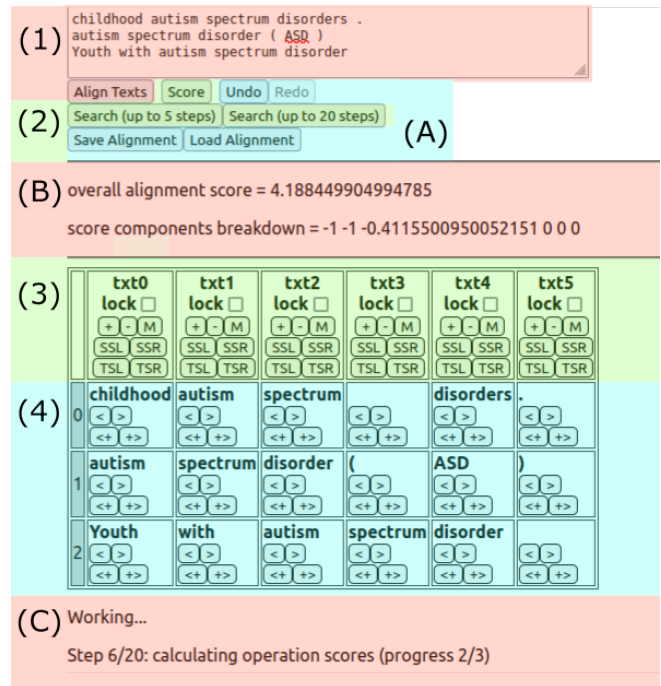 (1)
childhood autism spectrum disorders .
autism spectrum disorder ( ASD )
Youth with autism spectrum disorder
Align Texts Score Undo Redo
(2)
Search (up to 5 steps) Search (up to 20 steps)
(A)
Save Alignment Load Alignment
(B)
overall alignment score = 4.188449904994785
score components breakdown = -1 -1 -0.4115500950052151 0 0 0
(3)
txt0 txt1 txt2 txt3 txt4 txt5
lock lock lock lock lock lock
+ - M + - M + - M + - M + - M + - M
SSL SSR SSL SSR SSL SSR SSL SSR SSL SSR SSL SSR
TSL TSR TSL TSR TSL TSR TSL TSR TSL TSR TSL TSR
(4)
childhood autism spectrum disorders .
0 < > < > < > < > < > < >
<+ +> <+ +> <+ +> <+ +> <+ +> <+ +>
autism spectrum disorder ( ASD )
1 < > < > < > < > < > < >
<+ +> <+ +> <+ +> <+ +> <+ +> <+ +>
Youth with autism spectrum disorder
2 < > < > < > < > < > < >
<+ +> <+ +> <+ +> <+ +> <+ +> <+ +>
(C)
Working...
Step 6/20: calculating operation scores (progress 2/3)